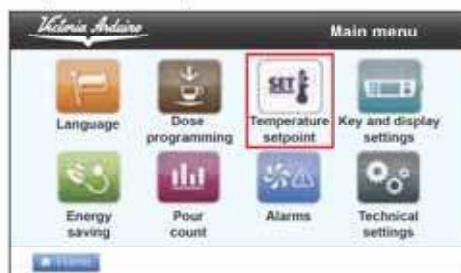 Victoria Arduino
Main menu
SET
Language
Dose programming
Temperature setpoint
Key and display settings
Energy saving
Pour count
Alarms
Technical settings
Home